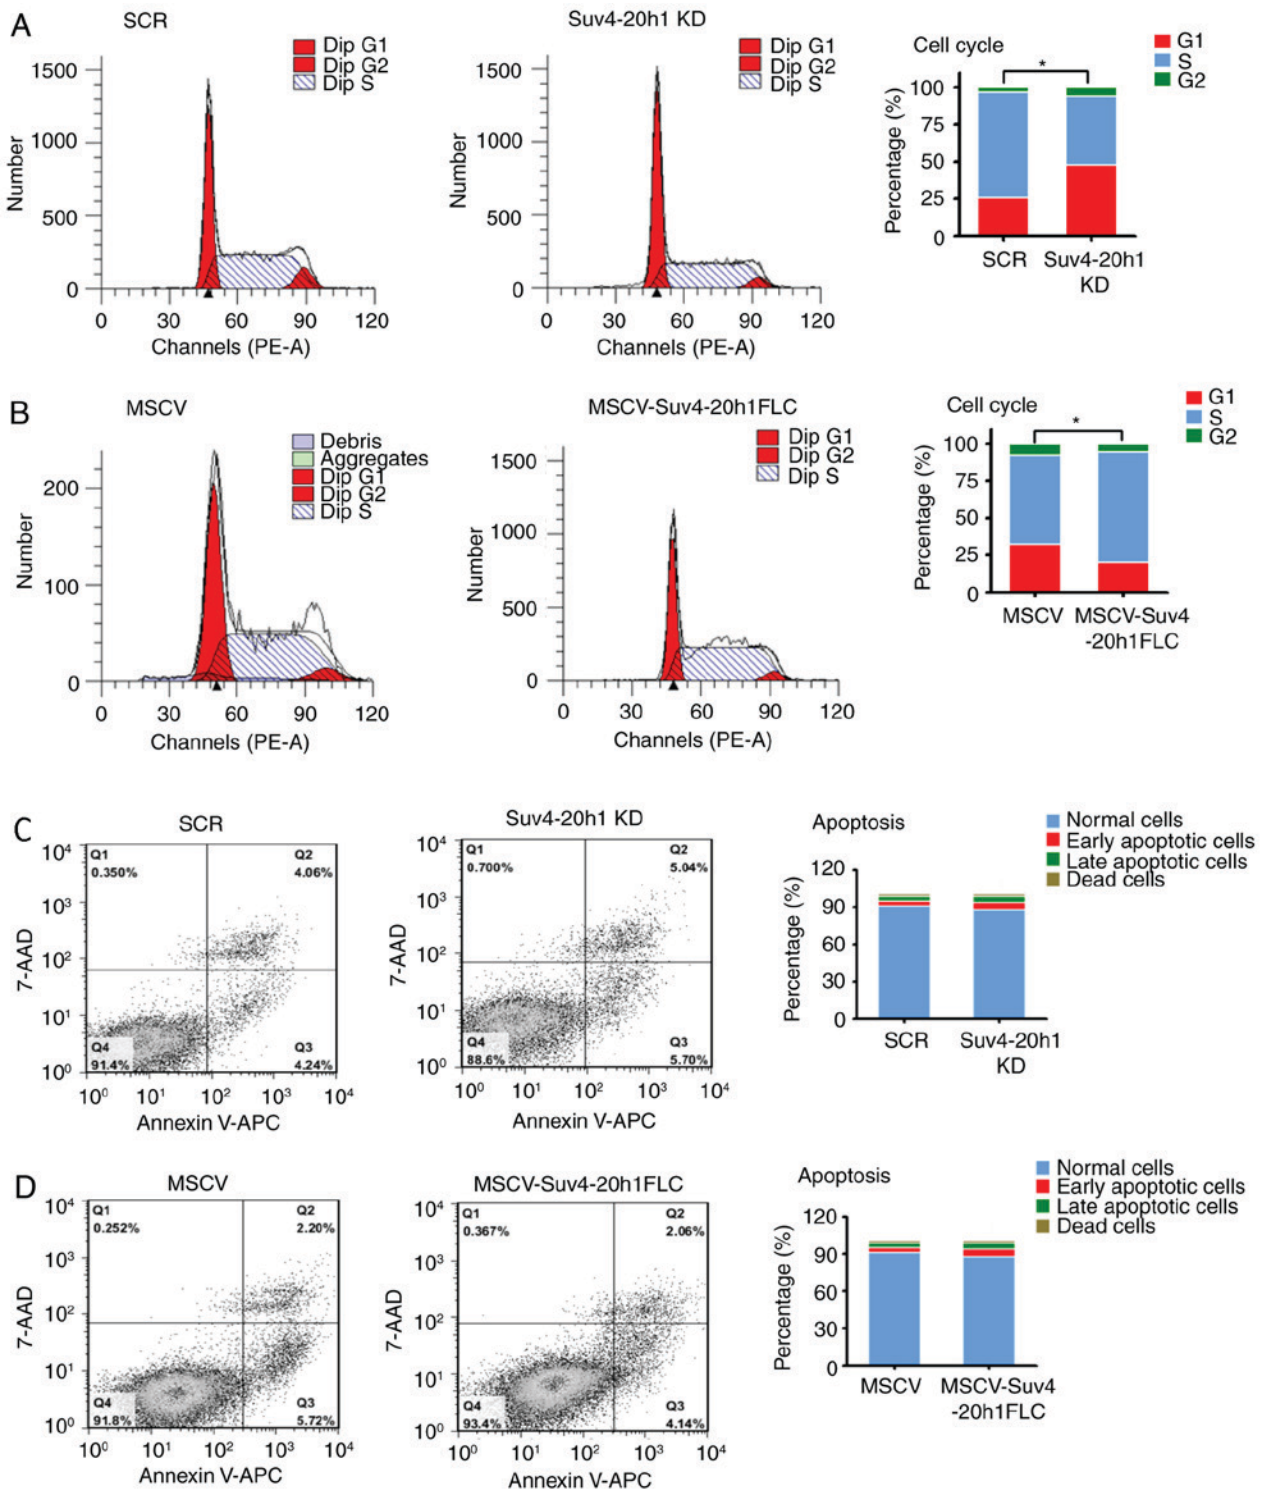 A
SCR
Dip G1
Dip G2
Dip S
Number
1500
1000
500
0
0 30 60 90 120
Channels (PE-A)
Suv4-20h1 KD
Dip G1
Dip G2
Dip S
Number
1500
1000
500
0
0 30 60 90 120
Channels (PE-A)
Cell cycle
G1
S
G2
*
Percentage (%)
100
75
50
25
0
SCR Suv4-20h1
KD
B
MSCV
Debris
Aggregates
Dip G1
Dip G2
Dip S
Number
200
100
0
0 30 60 90 120
Channels (PE-A)
MSCV-Suv4-20h1FLC
Dip G1
Dip G2
Dip S
Number
1500
1000
500
0
0 30 60 90 120
Channels (PE-A)
Cell cycle
G1
S
G2
*
Percentage (%)
100
75
50
25
0
MSCV MSCV-Suv4
-20h1FLC
C
SCR
7-AAD
10⁴
10³
10²
10¹
10⁰
Q1
0.350%
Q2
4.06%
Q4
91.4%
Q3
4.24%
10⁰ 10¹ 10² 10³ 10⁴
Annexin V-APC
Suv4-20h1 KD
7-AAD
10⁴
10³
10²
10¹
10⁰
Q1
0.700%
Q2
5.04%
Q4
88.6%
Q3
5.70%
10⁰ 10¹ 10² 10³ 10⁴
Annexin V-APC
Apoptosis
Normal cells
Early apoptotic cells
Late apoptotic cells
Dead cells
Percentage (%)
120
90
60
30
0
SCR Suv4-20h1
KD
D
MSCV
7-AAD
10⁴
10³
10²
10¹
10⁰
Q1
0.252%
Q2
2.20%
Q4
91.8%
Q3
5.72%
10⁰ 10¹ 10² 10³ 10⁴
Annexin V-APC
MSCV-Suv4-20h1FLC
7-AAD
10⁴
10³
10²
10¹
10⁰
Q1
0.367%
Q2
2.06%
Q4
93.4%
Q3
4.14%
10⁰ 10¹ 10² 10³ 10⁴
Annexin V-APC
Apoptosis
Normal cells
Early apoptotic cells
Late apoptotic cells
Dead cells
Percentage (%)
120
90
60
30
0
MSCV MSCV-Suv4
-20h1FLC